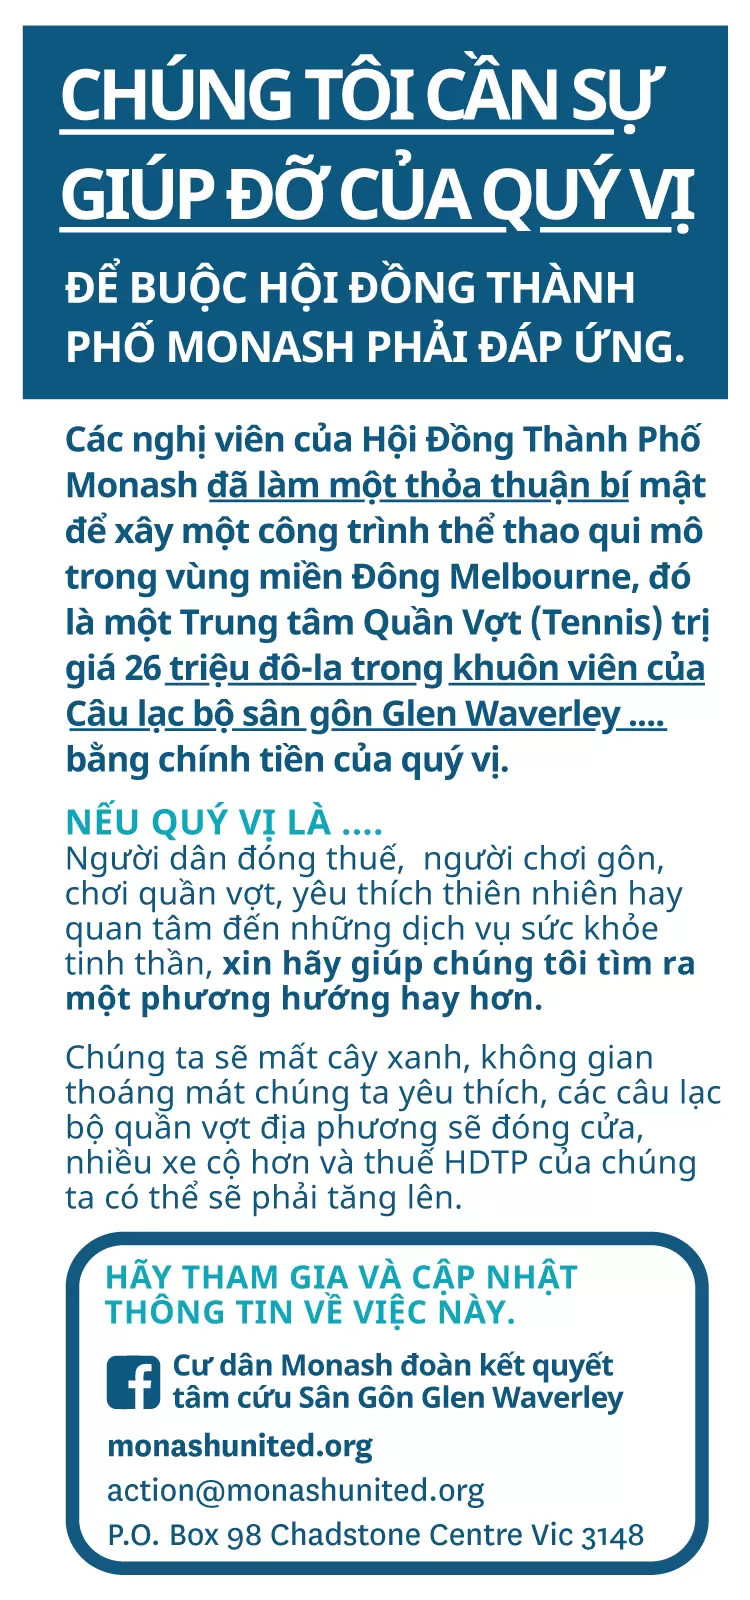 CHÚNG TÔI CẦN SỰ
GIÚP ĐỠ CỦA QUÝ VỊ
ĐỂ BUỘC HỘI ĐỒNG THÀNH
PHỐ MONASH PHẢI ĐÁP ỨNG.
Các nghị viên của Hội Đồng Thành Phố
Monash đã làm một thỏa thuận bí mật
để xây một công trình thể thao qui mô
trong vùng miền Đông Melbourne, đó
là một Trung tâm Quần Vợt (Tennis) trị
giá 26 triệu đô-la trong khuôn viên của
Câu lạc bộ sân gôn Glen Waverley ....
bằng chính tiền của quý vị.
NẾU QUÝ VỊ LÀ ....
Người dân đóng thuế,  người chơi gôn,
chơi quần vợt, yêu thích thiên nhiên hay
quan tâm đến những dịch vụ sức khỏe
tinh thần, xin hãy giúp chúng tôi tìm ra
một phương hướng hay hơn.
Chúng ta sẽ mất cây xanh, không gian
thoáng mát chúng ta yêu thích, các câu lạc
bộ quần vợt địa phương sẽ đóng cửa,
nhiều xe cộ hơn và thuế HDTP của chúng
ta có thể sẽ phải tăng lên.
HÃY THAM GIA VÀ CẬP NHẬT
THÔNG TIN VỀ VIỆC NÀY.
Cư dân Monash đoàn kết quyết
tâm cứu Sân Gôn Glen Waverley
monashunited.org
action@monashunited.org
P.O. Box 98 Chadstone Centre Vic 3148